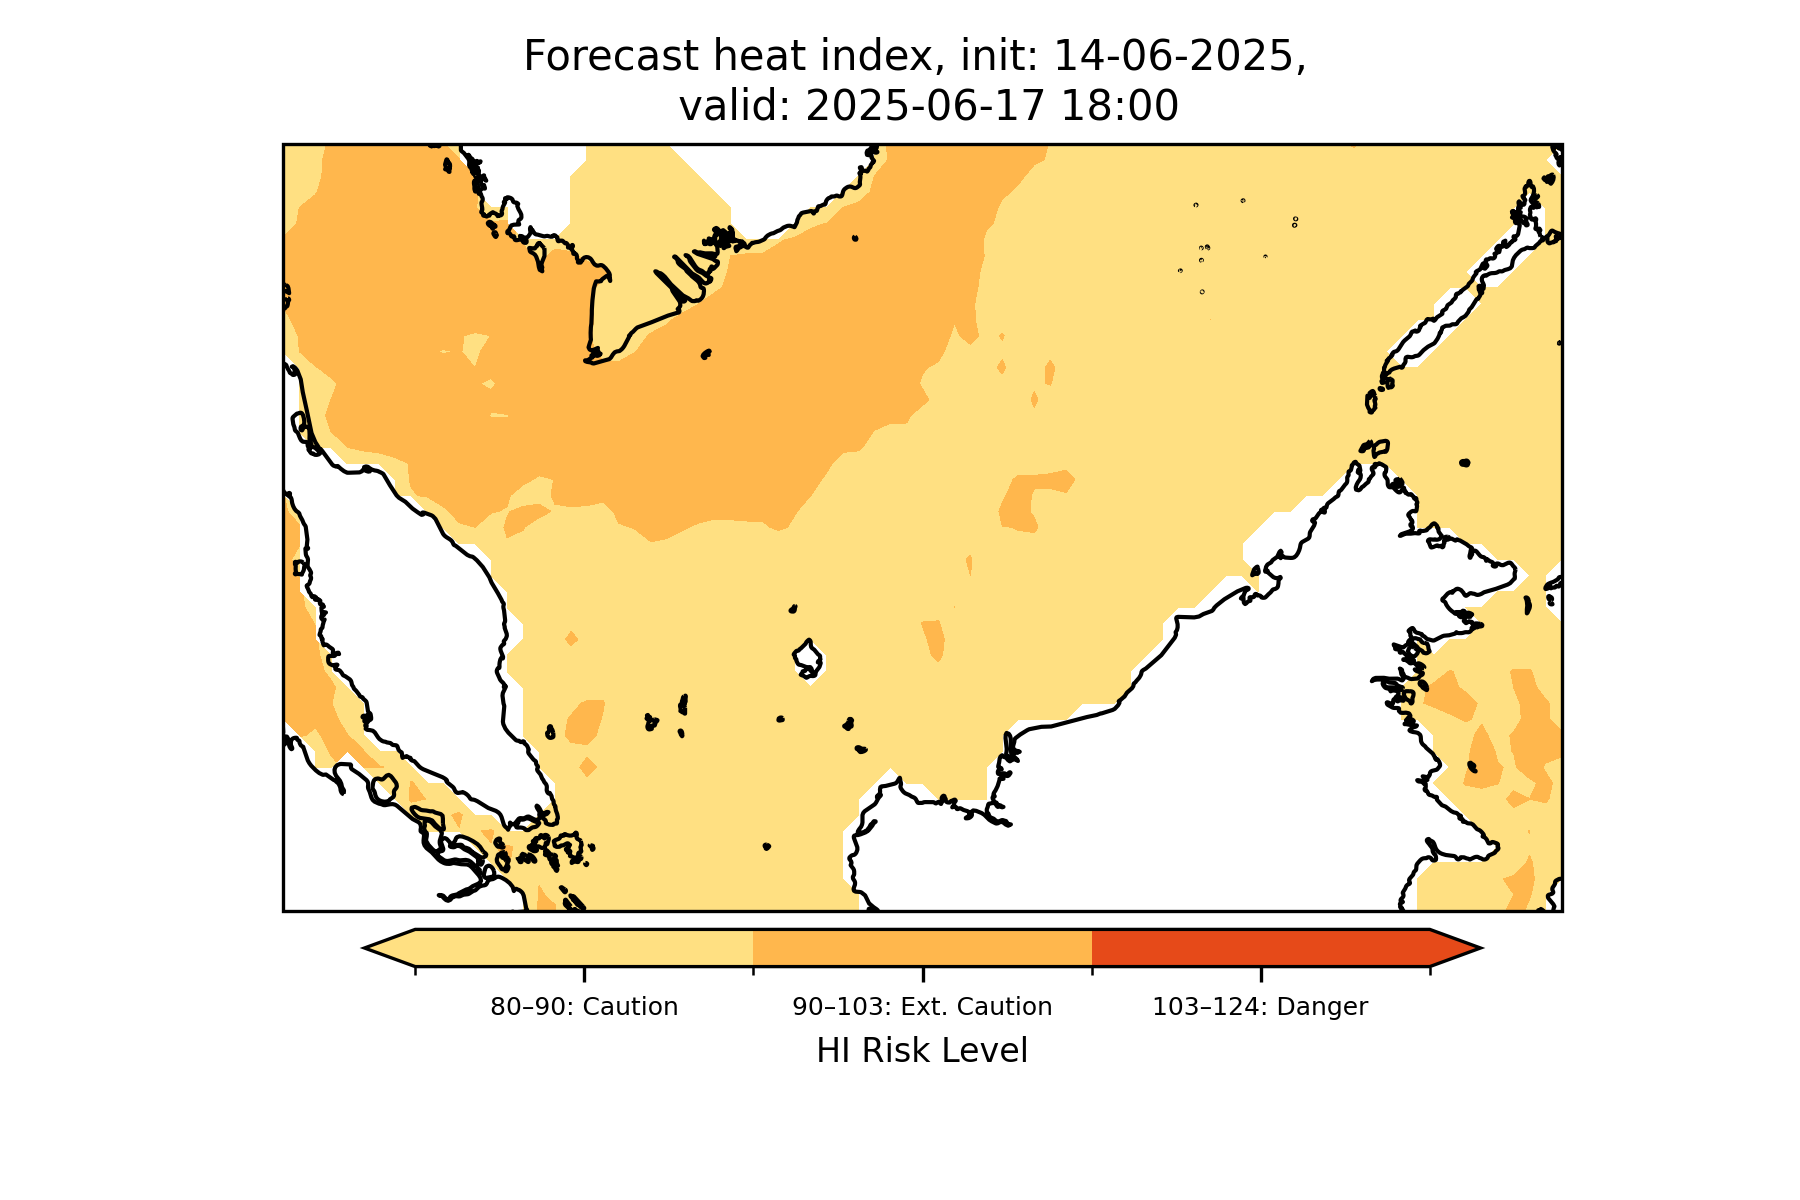 Forecast heat index, init: 14-06-2025,
valid: 2025-06-17 18:00
80–90: Caution
90–103: Ext. Caution
103–124: Danger
HI Risk Level